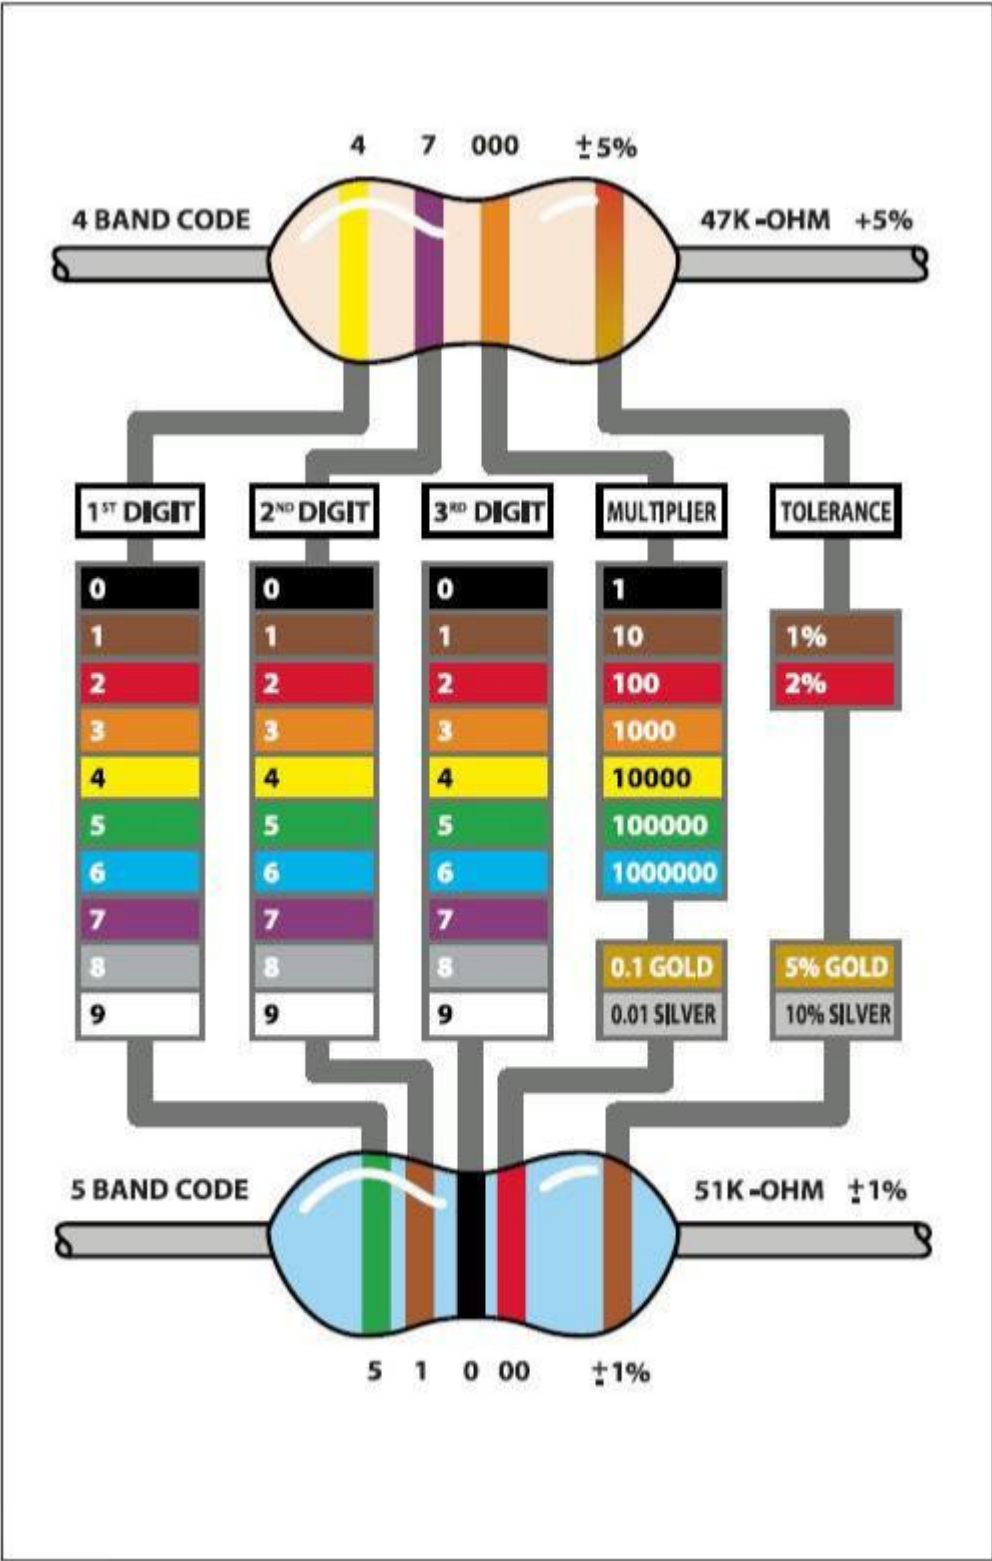 4 7 000 ±5%
4 BAND CODE 47K-OHM +5%
1ST DIGIT 2ND DIGIT 3RD DIGIT MULTIPLIER TOLERANCE
0 0 0 1
1 1 1 10 1%
2 2 2 100 2%
3 3 3 1000
4 4 4 10000
5 5 5 100000
6 6 6 1000000
7 7 7
8 8 8 0.1 GOLD 5% GOLD
9 9 9 0.01 SILVER 10% SILVER
5 BAND CODE 51K-OHM ±1%
5 1 0 00 ±1%